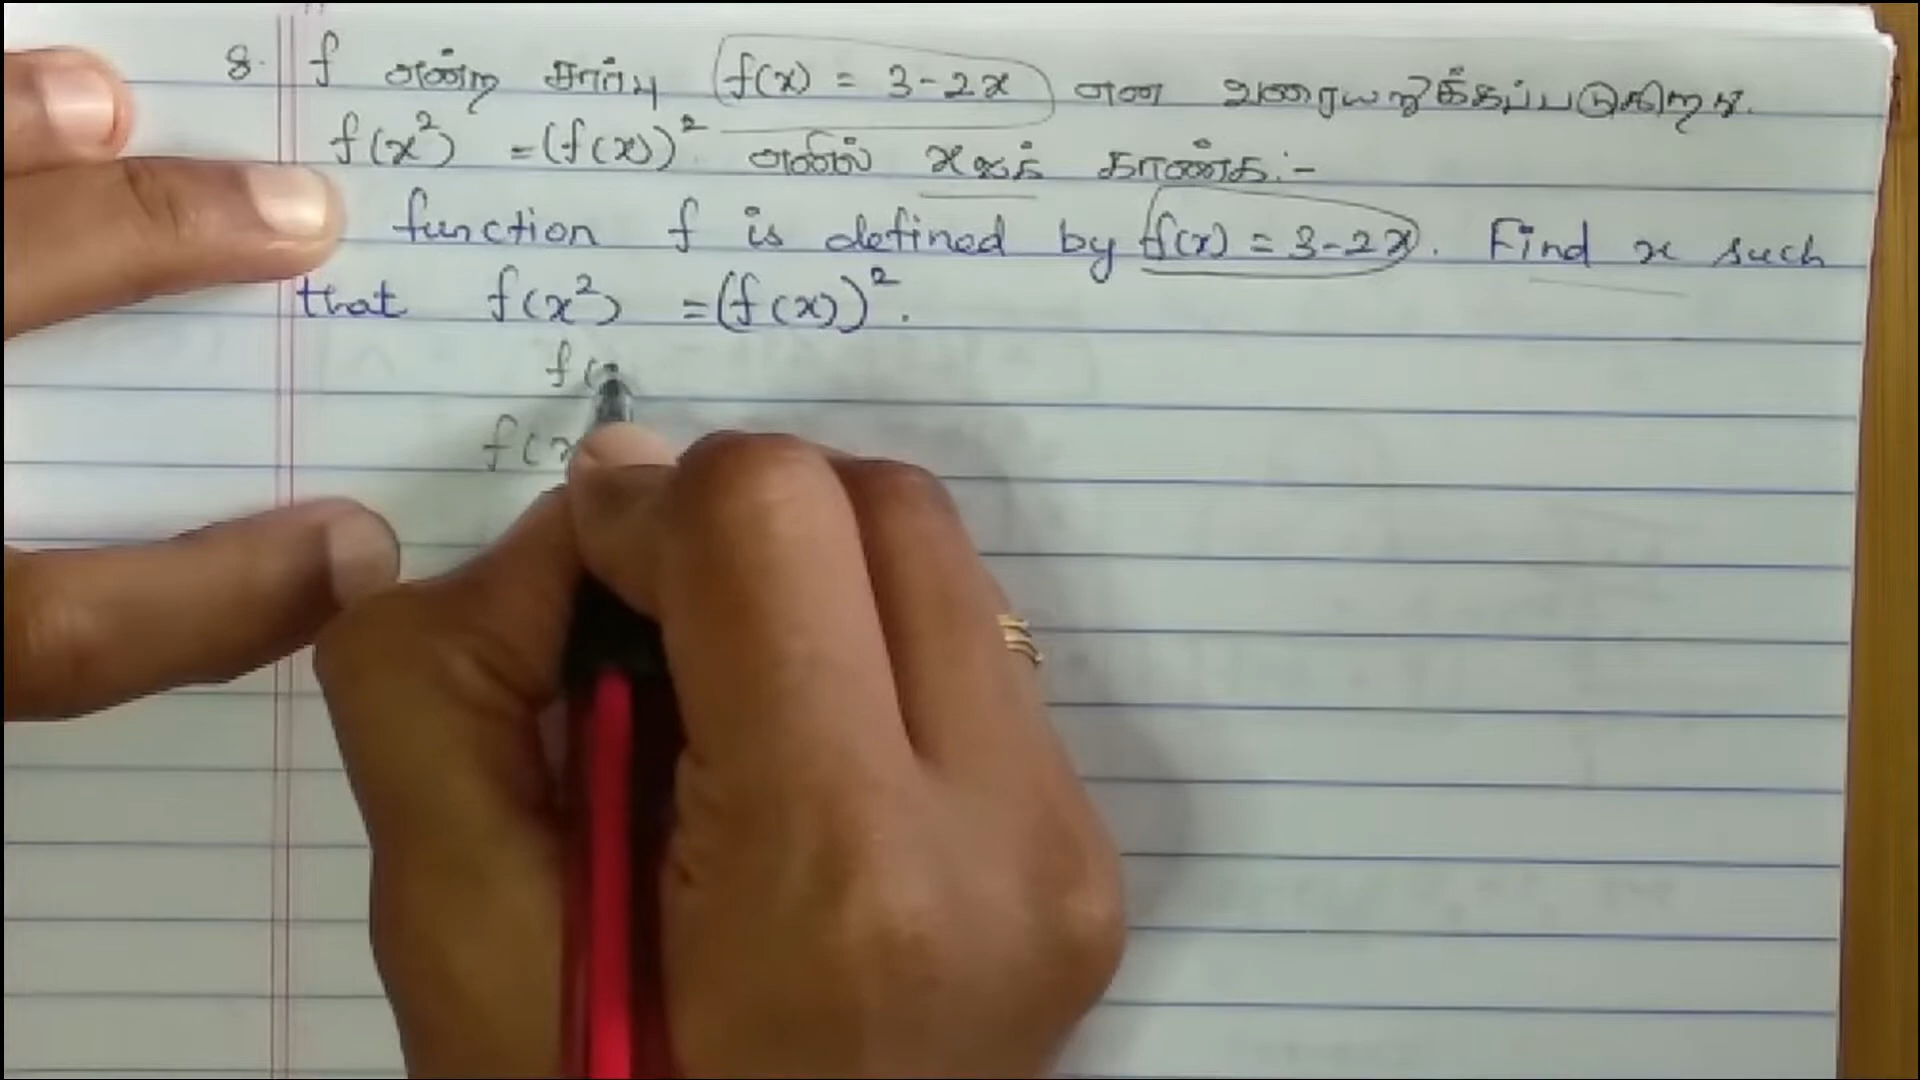 8. f என்ற சார்பு f(x) = 3-2x என வரையறுக்கப்படுகிறது.
f(x²) = (f(x))² எனில் x ஐக் காண்க:-
function f is defined by f(x) = 3-2x. Find x such
that f(x²) = (f(x))².
f(
f(x